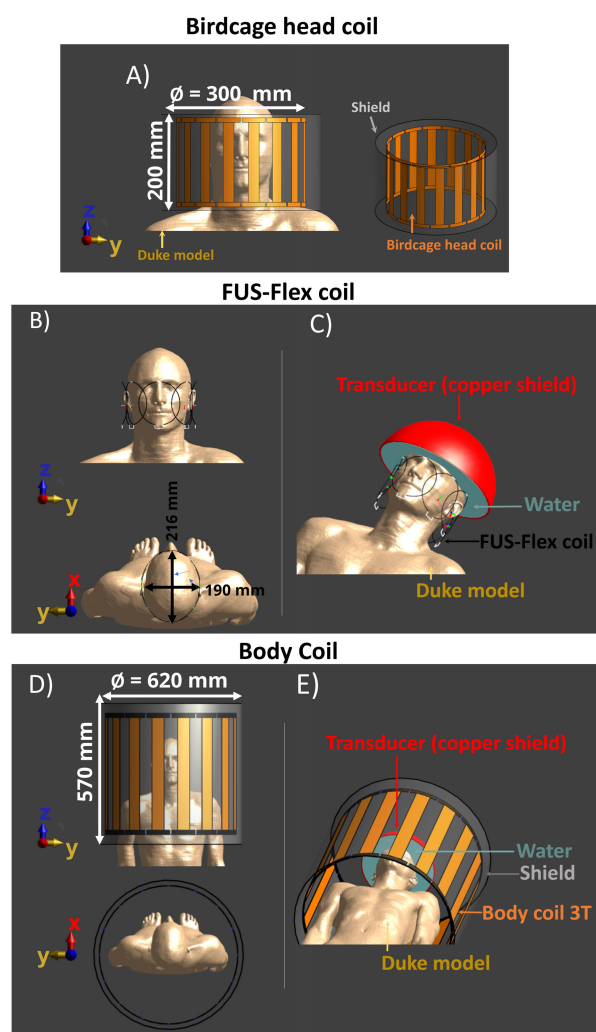 Birdcage head coil
A)
ø = 300 mm
200 mm
Shield
z
y
Duke model
Birdcage head coil
FUS-Flex coil
B)
C)
Transducer (copper shield)
z
y
Water
216 mm
FUS-Flex coil
190 mm
Duke model
x
y
Body Coil
D)
ø = 620 mm
E)
570 mm
Transducer (copper shield)
z
y
Water
Shield
x
y
Body coil 3T
Duke model